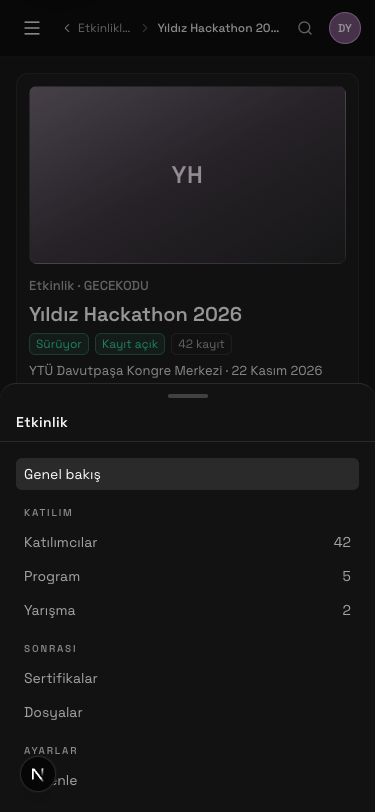 Etkinlikl... Yıldız Hackathon 20... DY
YH
Etkinlik · GECEKODU
Yıldız Hackathon 2026
Sürüyor Kayıt açık 42 kayıt
YTÜ Davutpaşa Kongre Merkezi · 22 Kasım 2026
Etkinlik
Genel bakış
KATILIM
Katılımcılar 42
Program 5
Yarışma 2
SONRASI
Sertifikalar
Dosyalar
AYARLAR
N